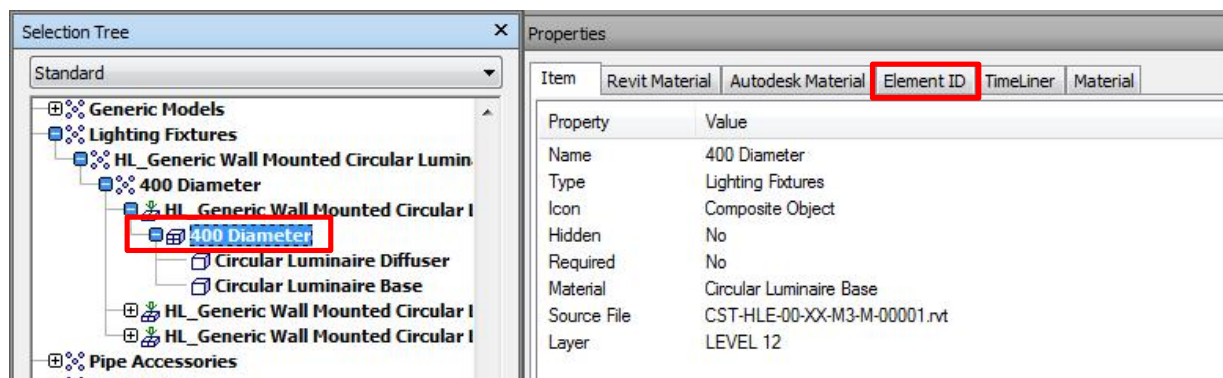 Selection Tree
Standard
Generic Models
Lighting Fixtures
HL_Generic Wall Mounted Circular Lumin
400 Diameter
HL_Generic Wall Mounted Circular
400 Diameter
Circular Luminaire Diffuser
Circular Luminaire Base
HL_Generic Wall Mounted Circular
HL_Generic Wall Mounted Circular
Pipe Accessories
Properties
Item Revit Material Autodesk Material Element ID TimeLiner Material
Property Value
Name 400 Diameter
Type Lighting Fixtures
Icon Composite Object
Hidden No
Required No
Material Circular Luminaire Base
Source File CST-HLE-00-XX-M3-M-00001.rvt
Layer LEVEL 12